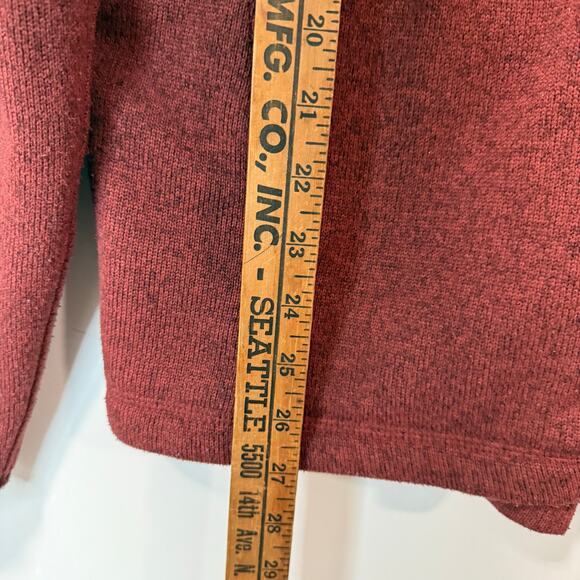 MFG. CO., INC. - SEATTLE 5500 14th Ave. N.
20 21 22 23 24 25 26 27 28 29